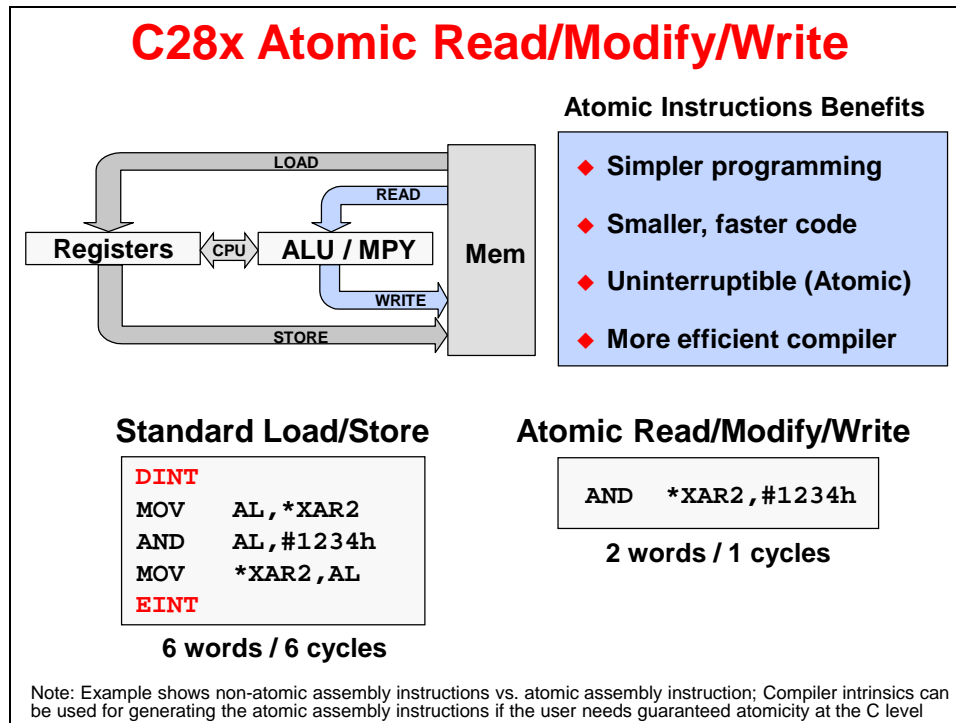 C28x Atomic Read/Modify/Write
Atomic Instructions Benefits
LOAD
READ
Registers
CPU
ALU / MPY
Mem
WRITE
STORE
Simpler programming
Smaller, faster code
Uninterruptible (Atomic)
More efficient compiler
Standard Load/Store
DINT
MOV AL,*XAR2
AND AL,#1234h
MOV *XAR2,AL
EINT
6 words / 6 cycles
Atomic Read/Modify/Write
AND *XAR2,#1234h
2 words / 1 cycles
Note: Example shows non-atomic assembly instructions vs. atomic assembly instruction; Compiler intrinsics can
be used for generating the atomic assembly instructions if the user needs guaranteed atomicity at the C level